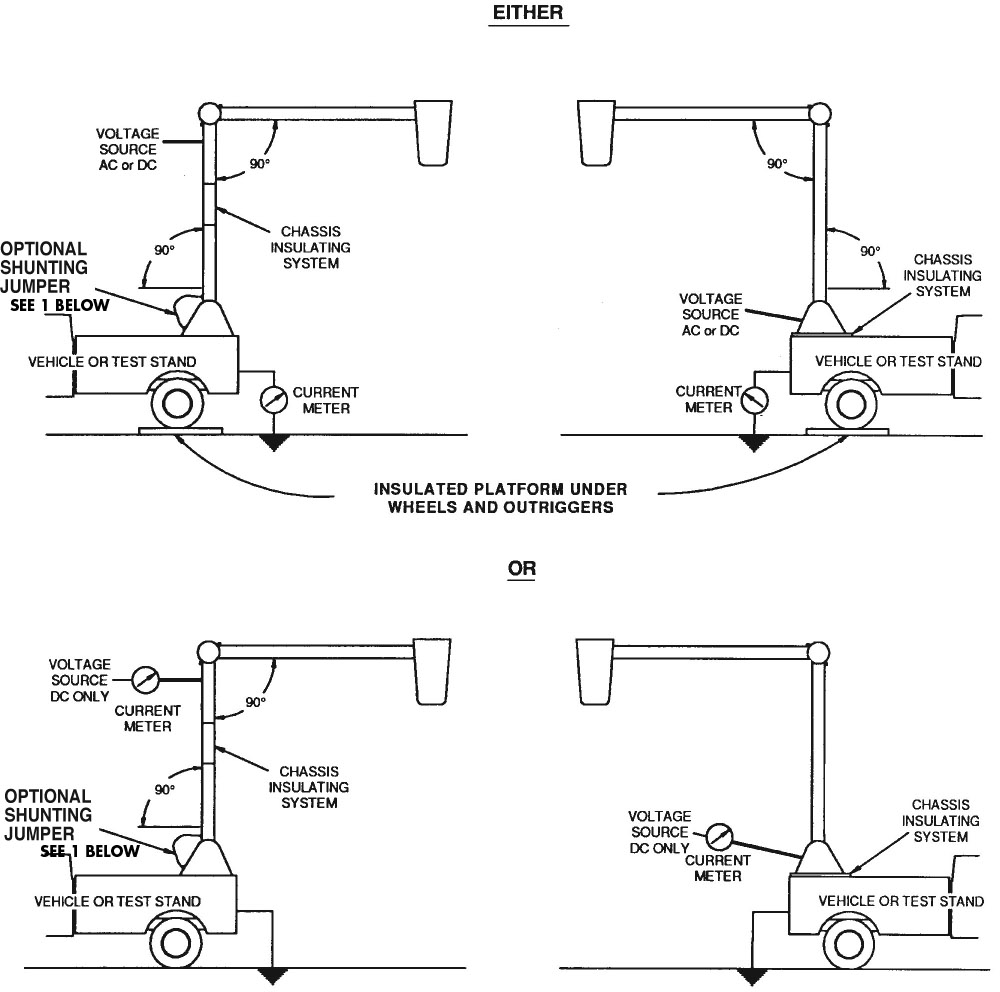 EITHER
VOLTAGE
SOURCE
AC or DC
90°
CHASSIS
INSULATING
SYSTEM
90°
OPTIONAL
SHUNTING
JUMPER
SEE 1 BELOW
VEHICLE OR TEST STAND
CURRENT
METER
90°
90°
CHASSIS
INSULATING
SYSTEM
VOLTAGE
SOURCE
AC or DC
VEHICLE OR TEST STAND
CURRENT
METER
INSULATED PLATFORM UNDER
WHEELS AND OUTRIGGERS
OR
VOLTAGE
SOURCE
DC ONLY
CURRENT
METER
90°
CHASSIS
INSULATING
SYSTEM
90°
OPTIONAL
SHUNTING
JUMPER
SEE 1 BELOW
VEHICLE OR TEST STAND
VOLTAGE
SOURCE
DC ONLY
CURRENT
METER
CHASSIS
INSULATING
SYSTEM
VEHICLE OR TEST STAND